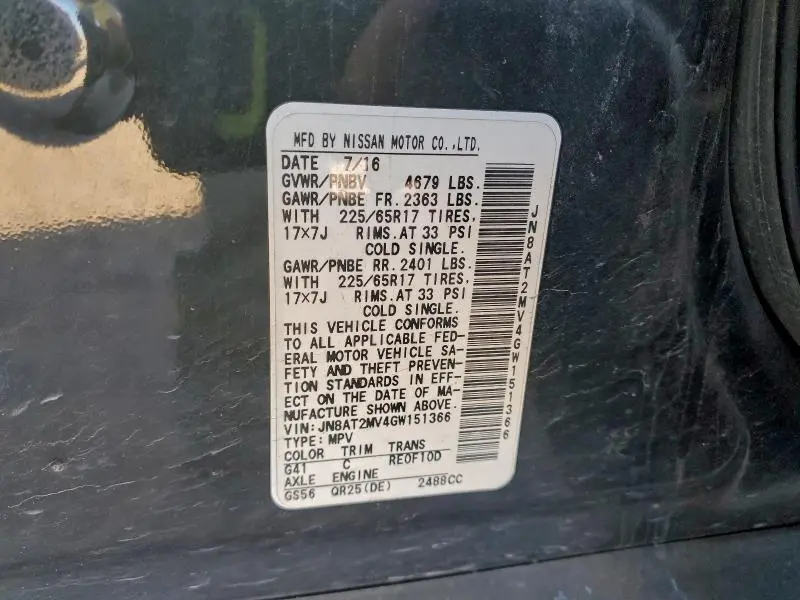 MFD BY NISSAN MOTOR CO.,LTD.
DATE 7/16
GVWR/PNBV 4679 LBS.
GAWR/PNBE FR. 2363 LBS.
WITH 225/65R17 TIRES,
17×7J RIMS.AT 33 PSI
COLD SINGLE.
GAWR/PNBE RR. 2401 LBS.
WITH 225/65R17 TIRES,
17×7J RIMS.AT 33 PSI
COLD SINGLE.
THIS VEHICLE CONFORMS
TO ALL APPLICABLE FED-
ERAL MOTOR VEHICLE SA-
FETY AND THEFT PREVEN-
TION STANDARDS IN EFF-
ECT ON THE DATE OF MA-
NUFACTURE SHOWN ABOVE.
VIN:JN8AT2MV4GW151366
TYPE:MPV
COLOR TRIM TRANS
G41 C RE0F10D
AXLE ENGINE
GS56 QR25(DE) 2488CC
JN8AT2MV4GW151366